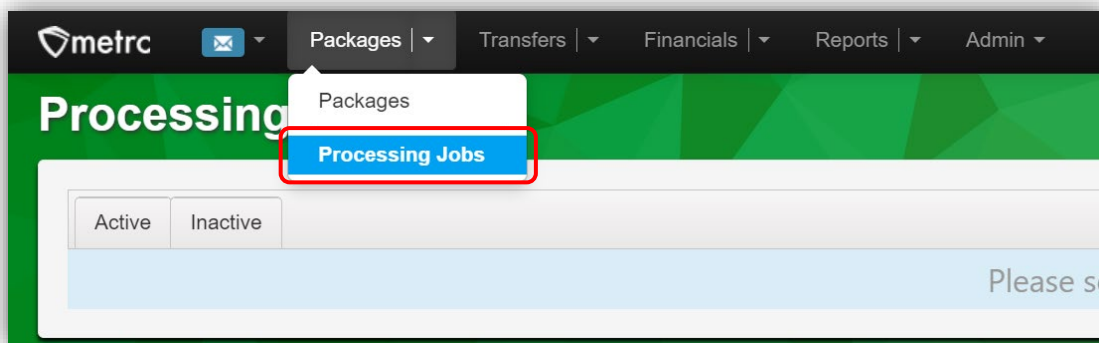 metrc Packages Transfers Financials Reports Admin
Packages
Processing
Processing Jobs
Active Inactive
Please